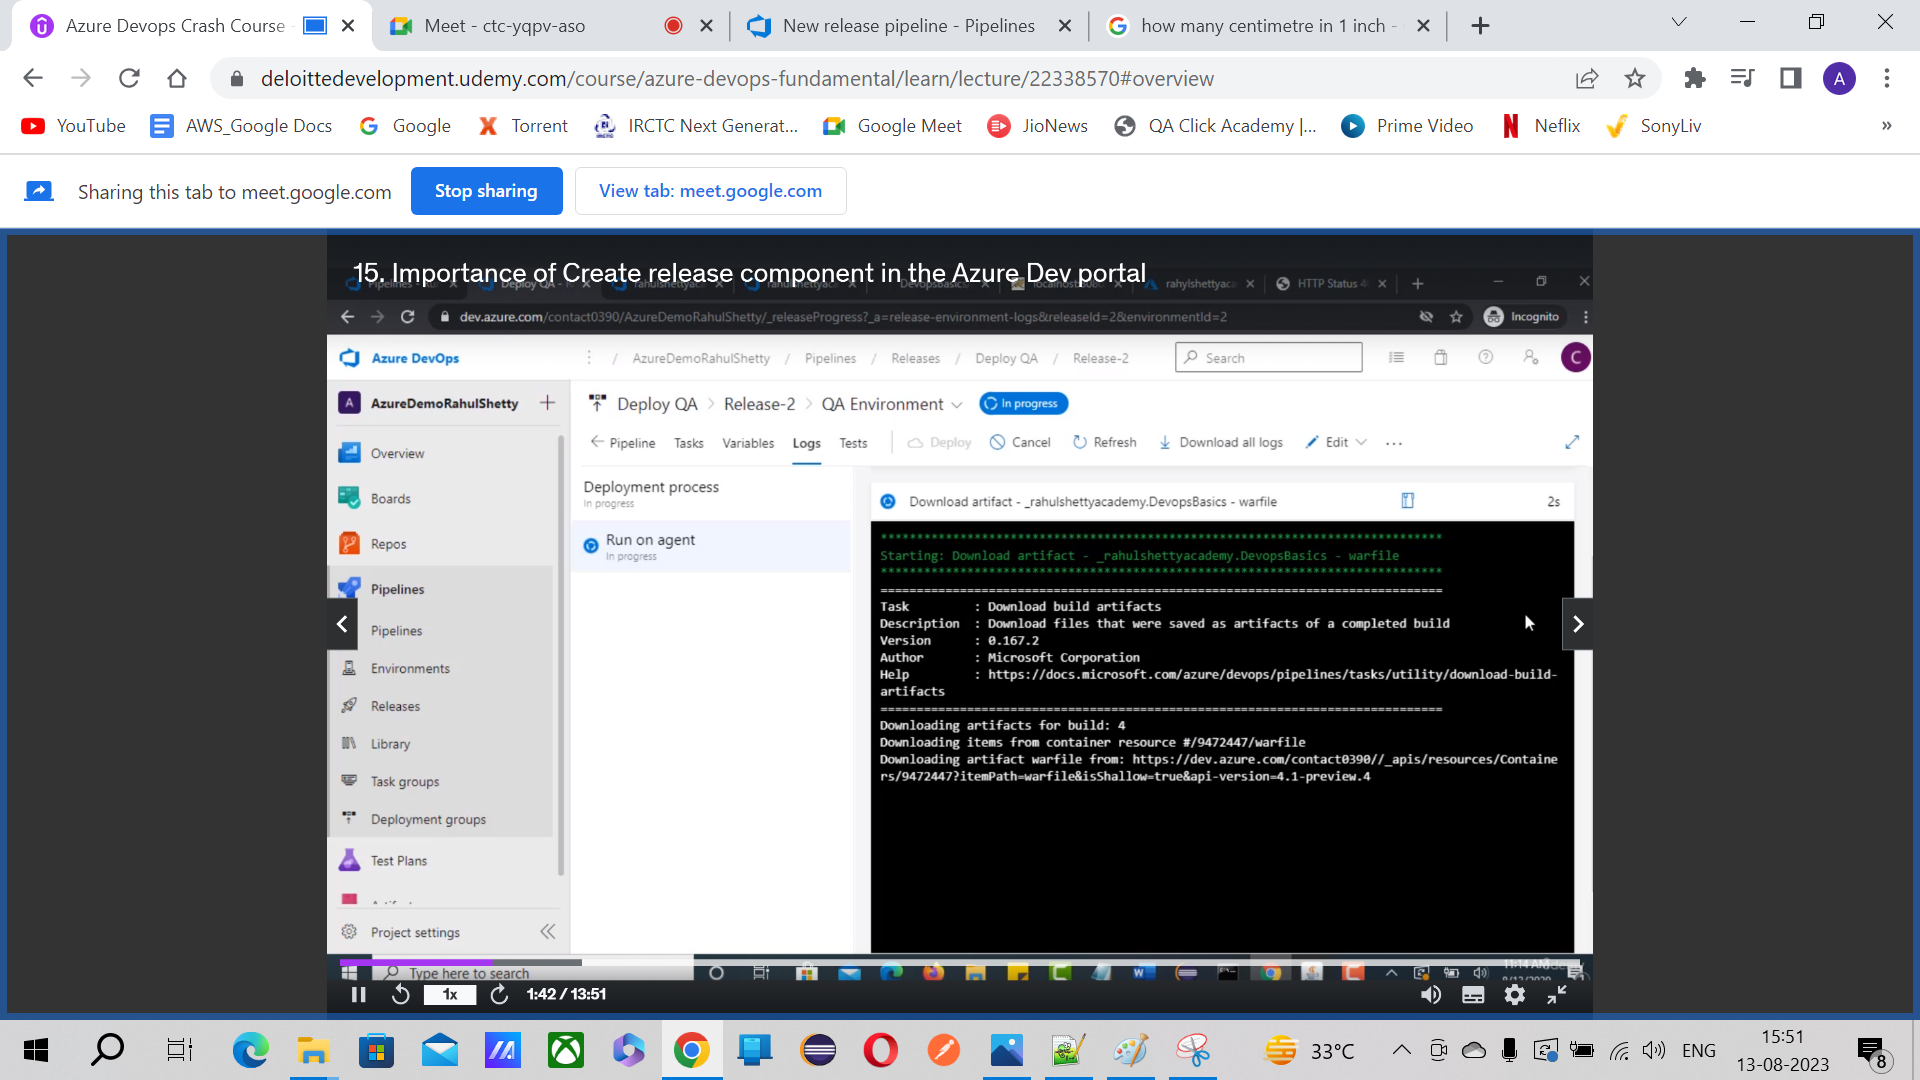 Azure Devops Crash Course
Meet - ctc-yqpv-aso
New release pipeline - Pipelines
how many centimetre in 1 inch -
deloittedevelopment.udemy.com/course/azure-devops-fundamental/learn/lecture/22338570#overview
A
YouTube
AWS_Google Docs
Google
Torrent
IRCTC Next Generat...
Google Meet
JioNews
QA Click Academy |...
Prime Video
Neflix
SonyLiv
»
Sharing this tab to meet.google.com
Stop sharing
View tab: meet.google.com
15. Importance of Create release component in the Azure Dev portal
rahylshettyac
HTTP Status 4
dev.azure.com/contact0390/AzureDemoRahulShetty/_releaseProgress?_a=release-environment-logs&releaseId=2&environmentId=2
Incognito
Azure DevOps
/ AzureDemoRahulShetty / Pipelines / Releases / Deploy QA / Release-2
Search
C
A AzureDemoRahulShetty +
Deploy QA > Release-2 > QA Environment
In progress
Pipeline Tasks Variables Logs Tests
Deploy Cancel Refresh Download all logs Edit ...
Overview
Boards
Repos
Pipelines
Pipelines
Environments
Releases
Library
Task groups
Deployment groups
Test Plans
Project settings
Deployment process
In progress
Run on agent
In progress
Download artifact - _rahulshettyacademy.DevopsBasics - warfile
2s
Starting: Download artifact - _rahulshettyacademy.DevopsBasics - warfile
Task : Download build artifacts
Description : Download files that were saved as artifacts of a completed build
Version : 0.167.2
Author : Microsoft Corporation
Help : https://docs.microsoft.com/azure/devops/pipelines/tasks/utility/download-build-
artifacts
Downloading artifacts for build: 4
Downloading items from container resource #/9472447/warfile
Downloading artifact warfile from: https://dev.azure.com/contact0390//_apis/resources/Containe
rs/9472447?itemPath=warfile&isShallow=true&api-version=4.1-preview.4
Type here to search
1x
1:42 / 13:51
33°C
ENG
15:51
13-08-2023
8